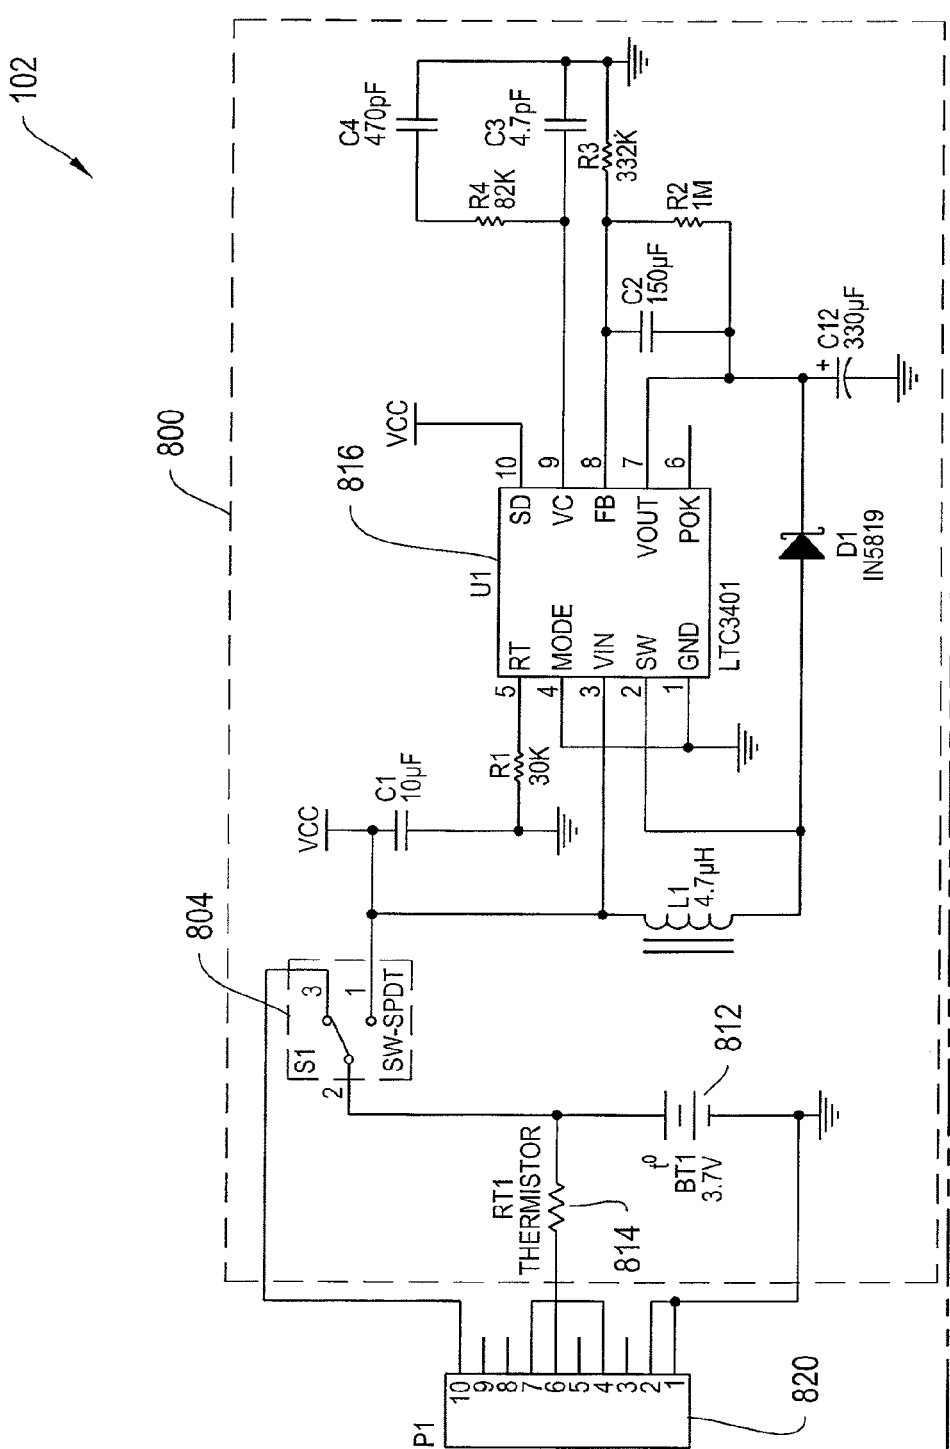 102
800
C4
470pF
R4
82K
C3
4.7pF
R3
332K
R2
1M
C2
150µF
+ C12
330µF
VCC
816
U1
10
9
8
7
6
SD
VC
FB
VOUT
POK
RT
MODE
VIN
SW
GND
LTC3401
5
4
3
2
1
D1
IN5819
R1
30K
VCC
C1
10µF
L1
4.7µH
804
S1
3
1
2
SW-SPDT
812
t⁰
BT1
3.7V
RT1
THERMISTOR
814
P1
10
9
8
7
6
5
4
3
2
1
820